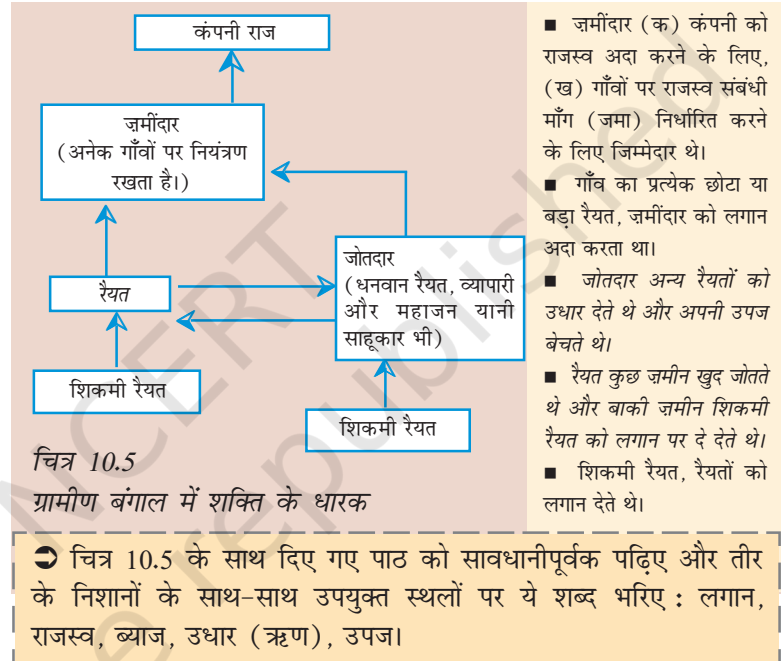 कंपनी राज
ज़मींदार
(अनेक गाँवों पर नियंत्रण
रखता है।)
रैयत
जोतदार
(धनवान रैयत, व्यापारी
और महाजन यानी
साहूकार भी)
शिकमी रैयत
शिकमी रैयत
चित्र 10.5
ग्रामीण बंगाल में शक्ति के धारक
■ ज़मींदार (क) कंपनी को
राजस्व अदा करने के लिए,
(ख) गाँवों पर राजस्व संबंधी
माँग (जमा) निर्धारित करने
के लिए जिम्मेदार थे।
■ गाँव का प्रत्येक छोटा या
बड़ा रैयत, ज़मींदार को लगान
अदा करता था।
■ जोतदार अन्य रैयतों को
उधार देते थे और अपनी उपज
बेचते थे।
■ रैयत कुछ ज़मीन खुद जोतते
थे और बाकी ज़मीन शिकमी
रैयत को लगान पर दे देते थे।
■ शिकमी रैयत, रैयतों को
लगान देते थे।
➲ चित्र 10.5 के साथ दिए गए पाठ को सावधानीपूर्वक पढ़िए और तीर
के निशानों के साथ-साथ उपयुक्त स्थलों पर ये शब्द भरिए : लगान,
राजस्व, ब्याज, उधार (ऋण), उपज।
NCERT
republished